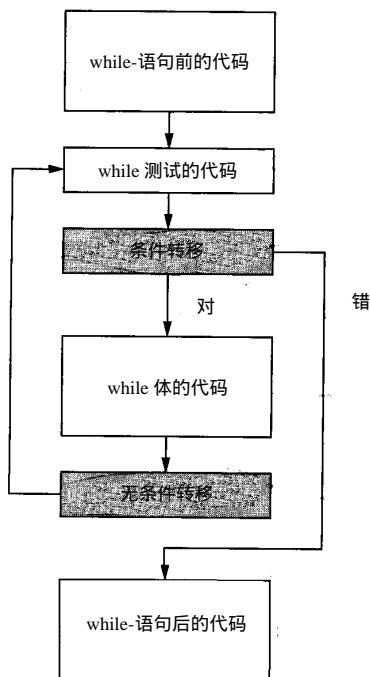 while-语句前的代码
while 测试的代码
条件转移
对
错
while 体的代码
无条件转移
while-语句后的代码